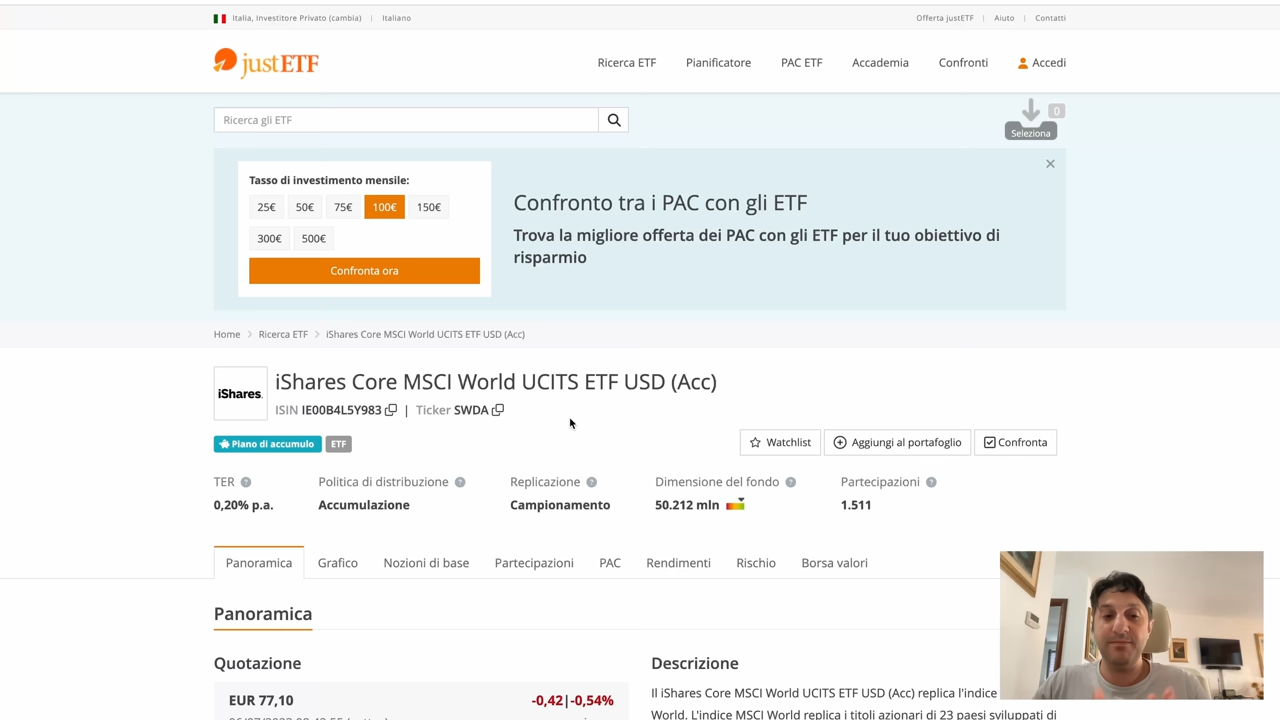 Italia, Investitore Privato (cambia) | Italiano
Offerta justETF | Aiuto | Contatti
justETF
Ricerca ETF Pianificatore PAC ETF Accademia Confronti Accedi
Ricerca gli ETF
0
Seleziona
Tasso di investimento mensile:
25€ 50€ 75€ 100€ 150€
300€ 500€
Confronta ora
Confronto tra i PAC con gli ETF
Trova la migliore offerta dei PAC con gli ETF per il tuo obiettivo di
risparmio
Home > Ricerca ETF > iShares Core MSCI World UCITS ETF USD (Acc)
iShares.
iShares Core MSCI World UCITS ETF USD (Acc)
ISIN IE00B4L5Y983 | Ticker SWDA
Piano di accumulo ETF
Watchlist Aggiungi al portafoglio Confronta
TER Politica di distribuzione Replicazione Dimensione del fondo Partecipazioni
0,20% p.a. Accumulazione Campionamento 50.212 mln 1.511
Panoramica Grafico Nozioni di base Partecipazioni PAC Rendimenti Rischio Borsa valori
Panoramica
Quotazione
EUR 77,10 -0,42|-0,54%
Descrizione
Il iShares Core MSCI World UCITS ETF USD (Acc) replica l'indice
World. L'indice MSCI World replica i titoli azionari di 23 paesi sviluppati di